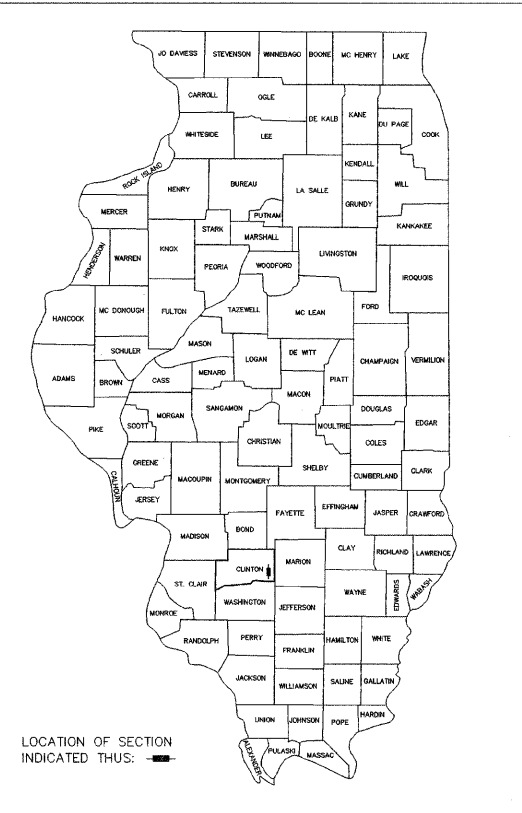 JO DAVIESS STEVENSON WINNEBAGO BOONE MC HENRY LAKE
CARROLL OGLE
DE KALB KANE
DU PAGE COOK
WHITESIDE LEE
KENDALL
ROCK ISLAND HENRY BUREAU LA SALLE WILL
GRUNDY
MERCER PUTNAM
STARK MARSHALL KANKAKEE
HENDERSON WARREN KNOX LIVINGSTON
PEORIA WOODFORD
IROQUOIS
HANCOCK MC DONOUGH FULTON TAZEWELL MC LEAN FORD
MASON
SCHULER LOGAN DE WITT
ADAMS BROWN CASS MENARD PIATT CHAMPAIGN VERMILION
MACON
SANGAMON
PIKE SCOTT MORGAN MOULTRIE DOUGLAS EDGAR
CHRISTIAN COLES
GREENE SHELBY
CALHOUN MACOUPIN MONTGOMERY CUMBERLAND CLARK
JERSEY
FAYETTE EFFINGHAM JASPER CRAWFORD
MADISON BOND
CLAY RICHLAND LAWRENCE
CLINTON MARION
ST. CLAIR WAYNE EDWARDS WABASH
WASHINGTON JEFFERSON
MONROE
RANDOLPH PERRY HAMILTON WHITE
FRANKLIN
JACKSON WILLIAMSON SALINE GALLATIN
UNION JOHNSON POPE HARDIN
ALEXANDER PULASKI MASSAC
LOCATION OF SECTION
INDICATED THUS: